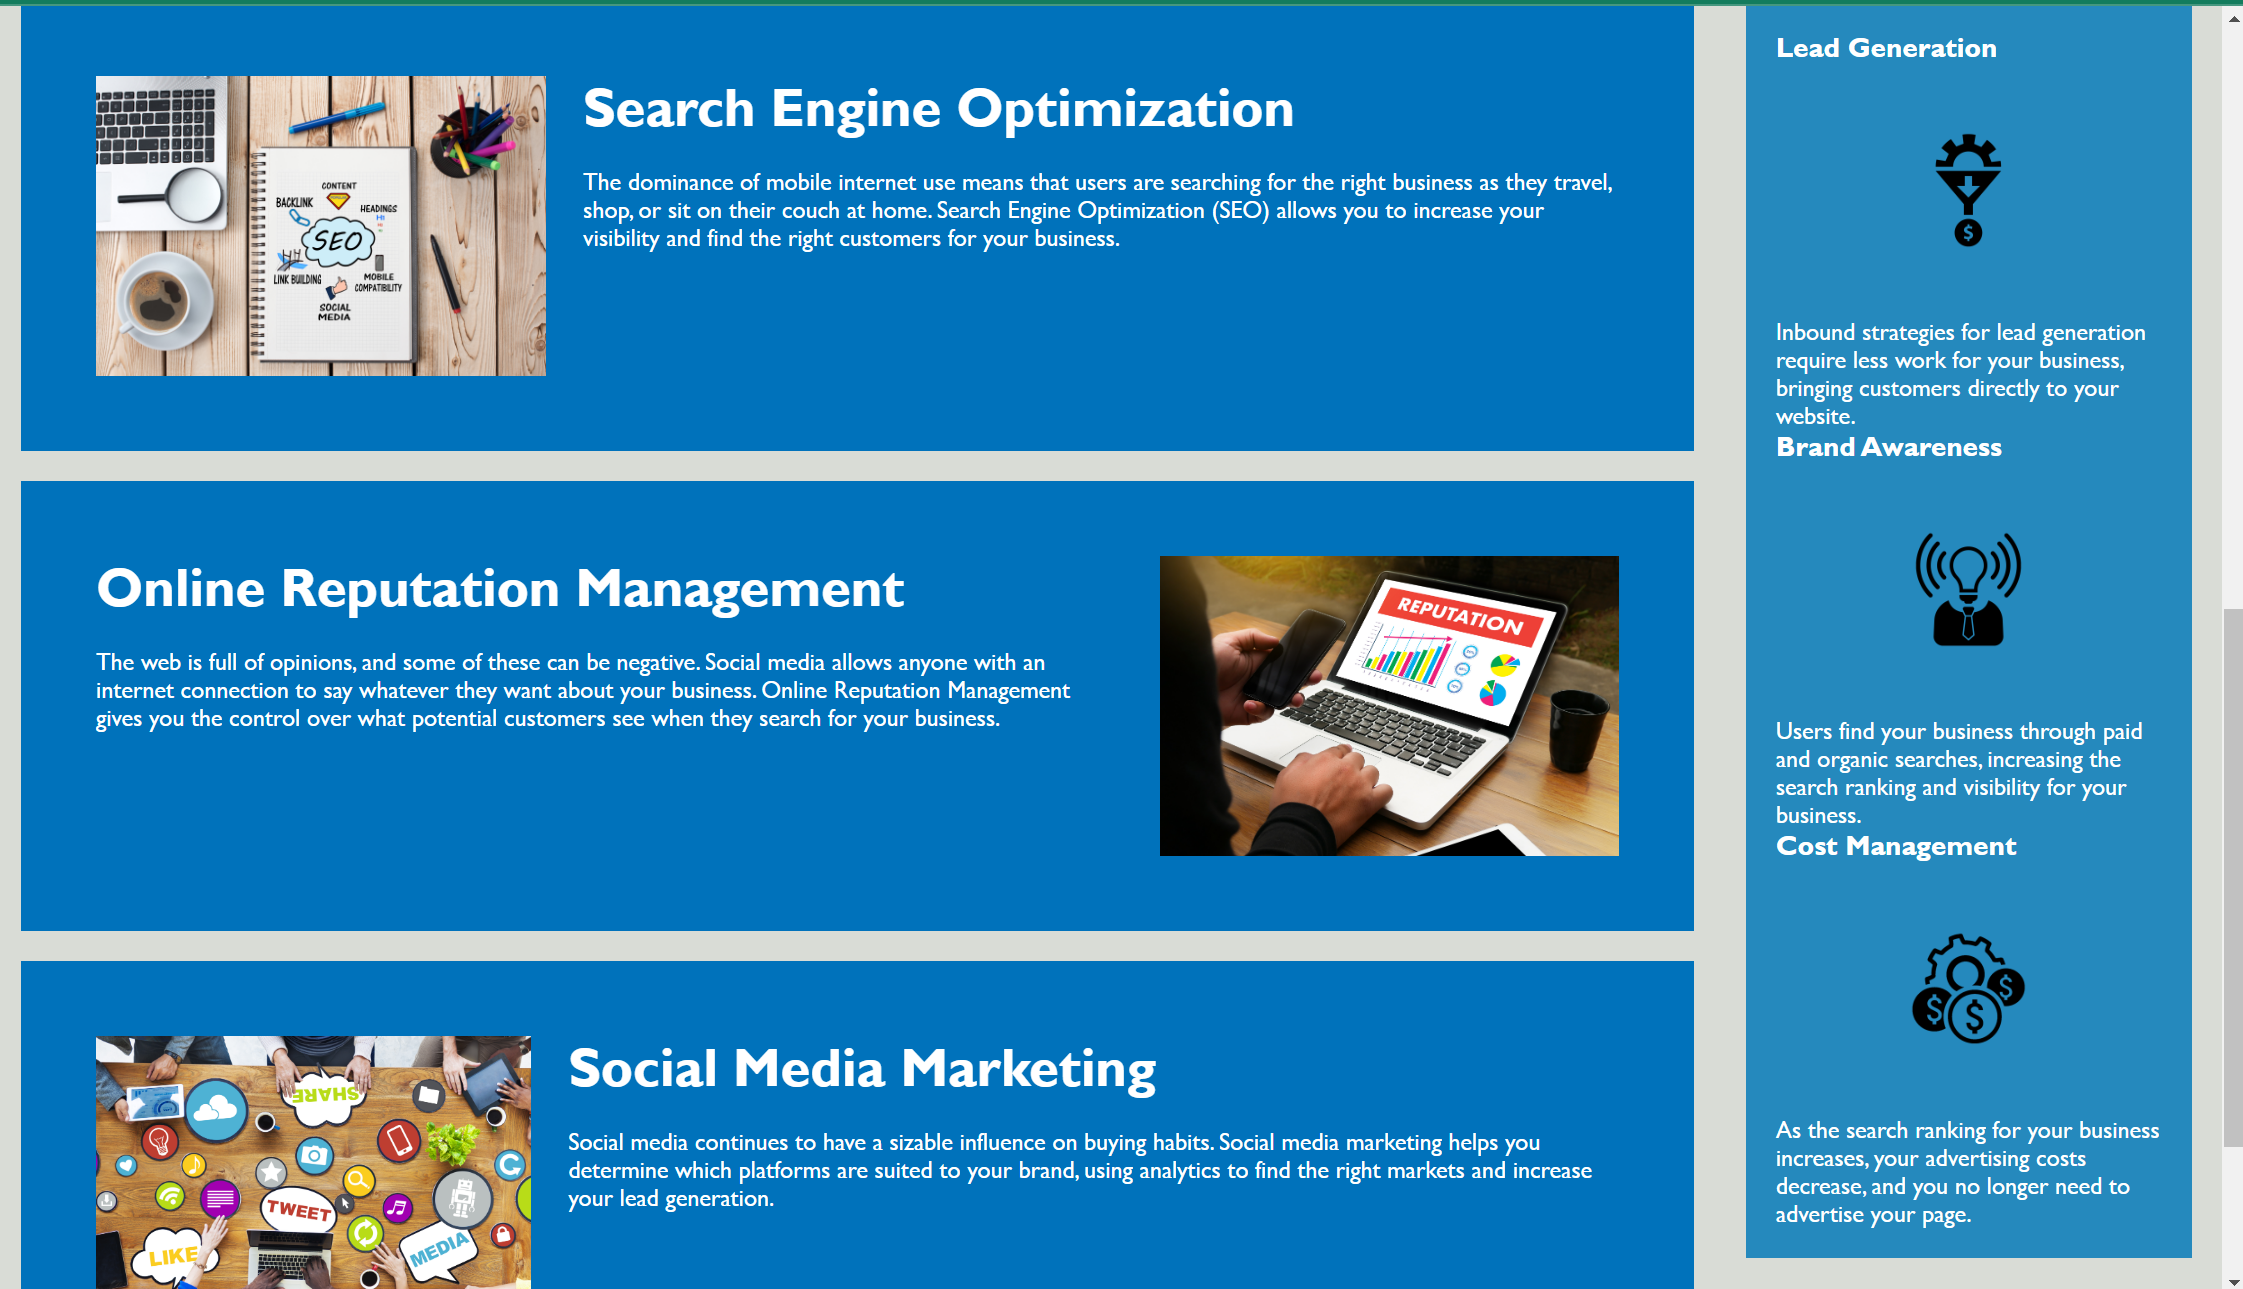 Search Engine Optimization
The dominance of mobile internet use means that users are searching for the right business as they travel,
shop, or sit on their couch at home. Search Engine Optimization (SEO) allows you to increase your
visibility and find the right customers for your business.
CONTENT
BACKLINK
HEADINGS
H1
SEO
LINK BUILDING
MOBILE
COMPATIBILITY
SOCIAL
MEDIA
Online Reputation Management
The web is full of opinions, and some of these can be negative. Social media allows anyone with an
internet connection to say whatever they want about your business. Online Reputation Management
gives you the control over what potential customers see when they search for your business.
REPUTATION
Social Media Marketing
Social media continues to have a sizable influence on buying habits. Social media marketing helps you
determine which platforms are suited to your brand, using analytics to find the right markets and increase
your lead generation.
SHARE
TWEET
LIKE
MEDIA
Lead Generation
$
Inbound strategies for lead generation
require less work for your business,
bringing customers directly to your
website.
Brand Awareness
Users find your business through paid
and organic searches, increasing the
search ranking and visibility for your
business.
Cost Management
$
$ $
As the search ranking for your business
increases, your advertising costs
decrease, and you no longer need to
advertise your page.